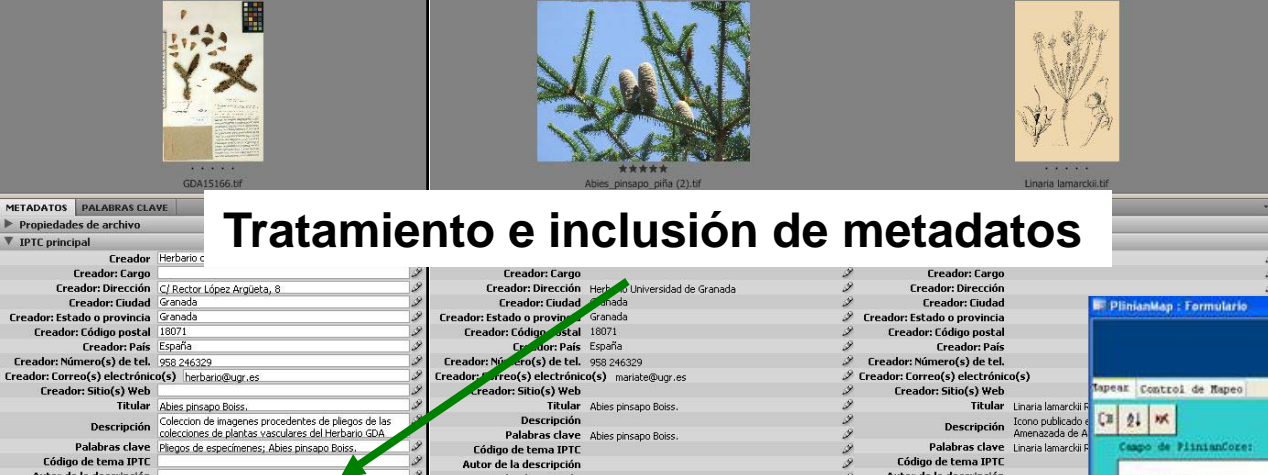 GDA15166.tif
Abies_pinsapo_piña (2).tif
Linaria lamarckii.tif
Tratamiento e inclusión de metadatos
METADATOS PALABRAS CLAVE
Propiedades de archivo
IPTC principal
Creador Herbario
Creador: Cargo
Creador: Dirección C/ Rector López Argüeta, 8
Creador: Ciudad Granada
Creador: Estado o provincia Granada
Creador: Código postal 18071
Creador: País España
Creador: Número(s) de tel. 958 246329
Creador: Correo(s) electrónico(s) herbario@ugr.es
Creador: Sitio(s) Web
Titular Abies pinsapo Boiss.
Descripción Coleccion de imagenes procedentes de pliegos de las
colecciones de plantas vasculares del Herbario GDA
Palabras clave Pliegos de especímenes; Abies pinsapo Boiss.
Código de tema IPTC
Autor de la descripción
Creador: Cargo
Creador: Dirección Universidad de Granada
Creador: Ciudad Granada
Creador: Estado o provincia Granada
Creador: Código postal 18071
Creador: País España
Creador: Número(s) de tel. 958 246329
Creador: Correo(s) electrónico(s) mariate@ugr.es
Creador: Sitio(s) Web
Titular Abies pinsapo Boiss.
Descripción
Palabras clave Abies pinsapo Boiss.
Código de tema IPTC
Autor de la descripción
Creador: Cargo
Creador: Dirección
Creador: Ciudad
Creador: Estado o provincia
Creador: Código postal
Creador: País
Creador: Número(s) de tel.
Creador: Correo(s) electrónico(s)
Creador: Sitio(s) Web
Titular Linaria lamarckii R
Descripción Icono publicado e
Amenazada de A
Palabras clave Linaria lamarckii R
Código de tema IPTC
Autor de la descripción
PlinianMap : Formulario
Mapear Control de Mapeo
Campo de PlinianCore: